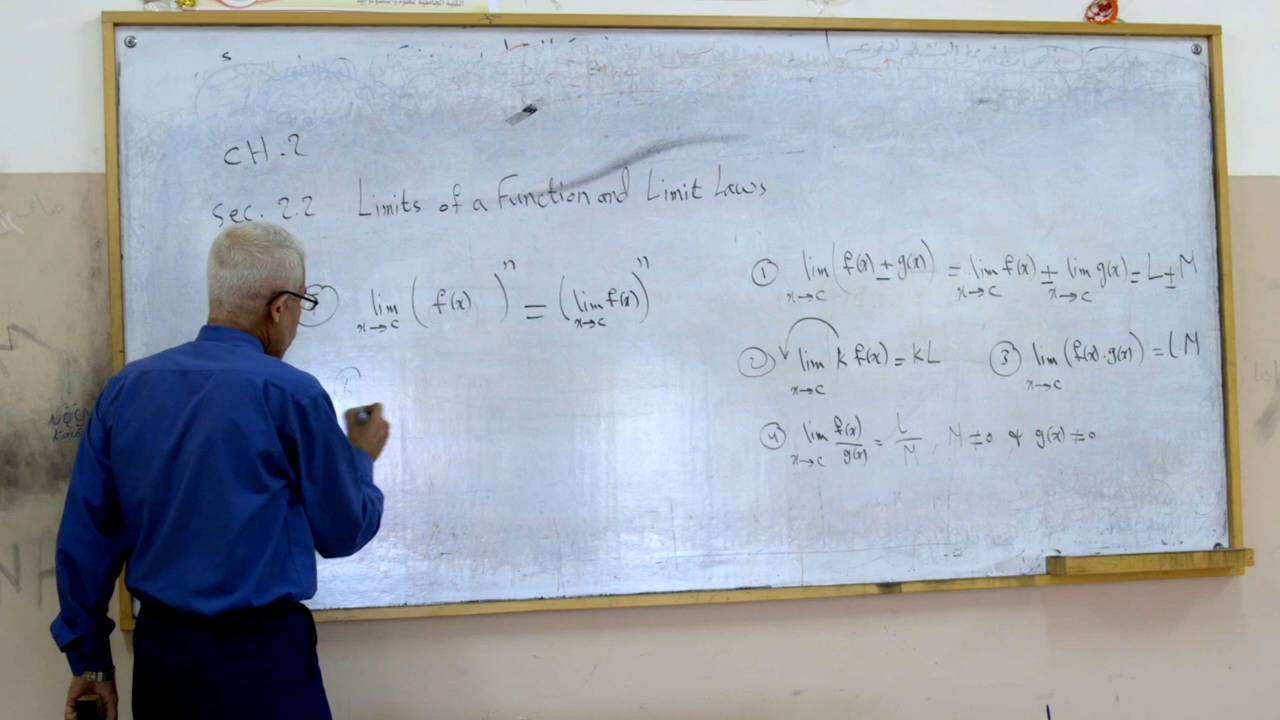 s
CH.2
Sec. 2.2 Limits of a Function and Limit Laws
⑤ lim x→c (f(x))ⁿ = (lim x→c f(x))ⁿ
① lim x→c (f(x) ± g(x)) = lim x→c f(x) ± lim x→c g(x) = L ± M
② lim x→c k f(x) = kL
③ lim x→c (f(x).g(x)) = L M
④ lim x→c f(x)/g(x) = L/M , M ≠ 0 & g(x) ≠ 0